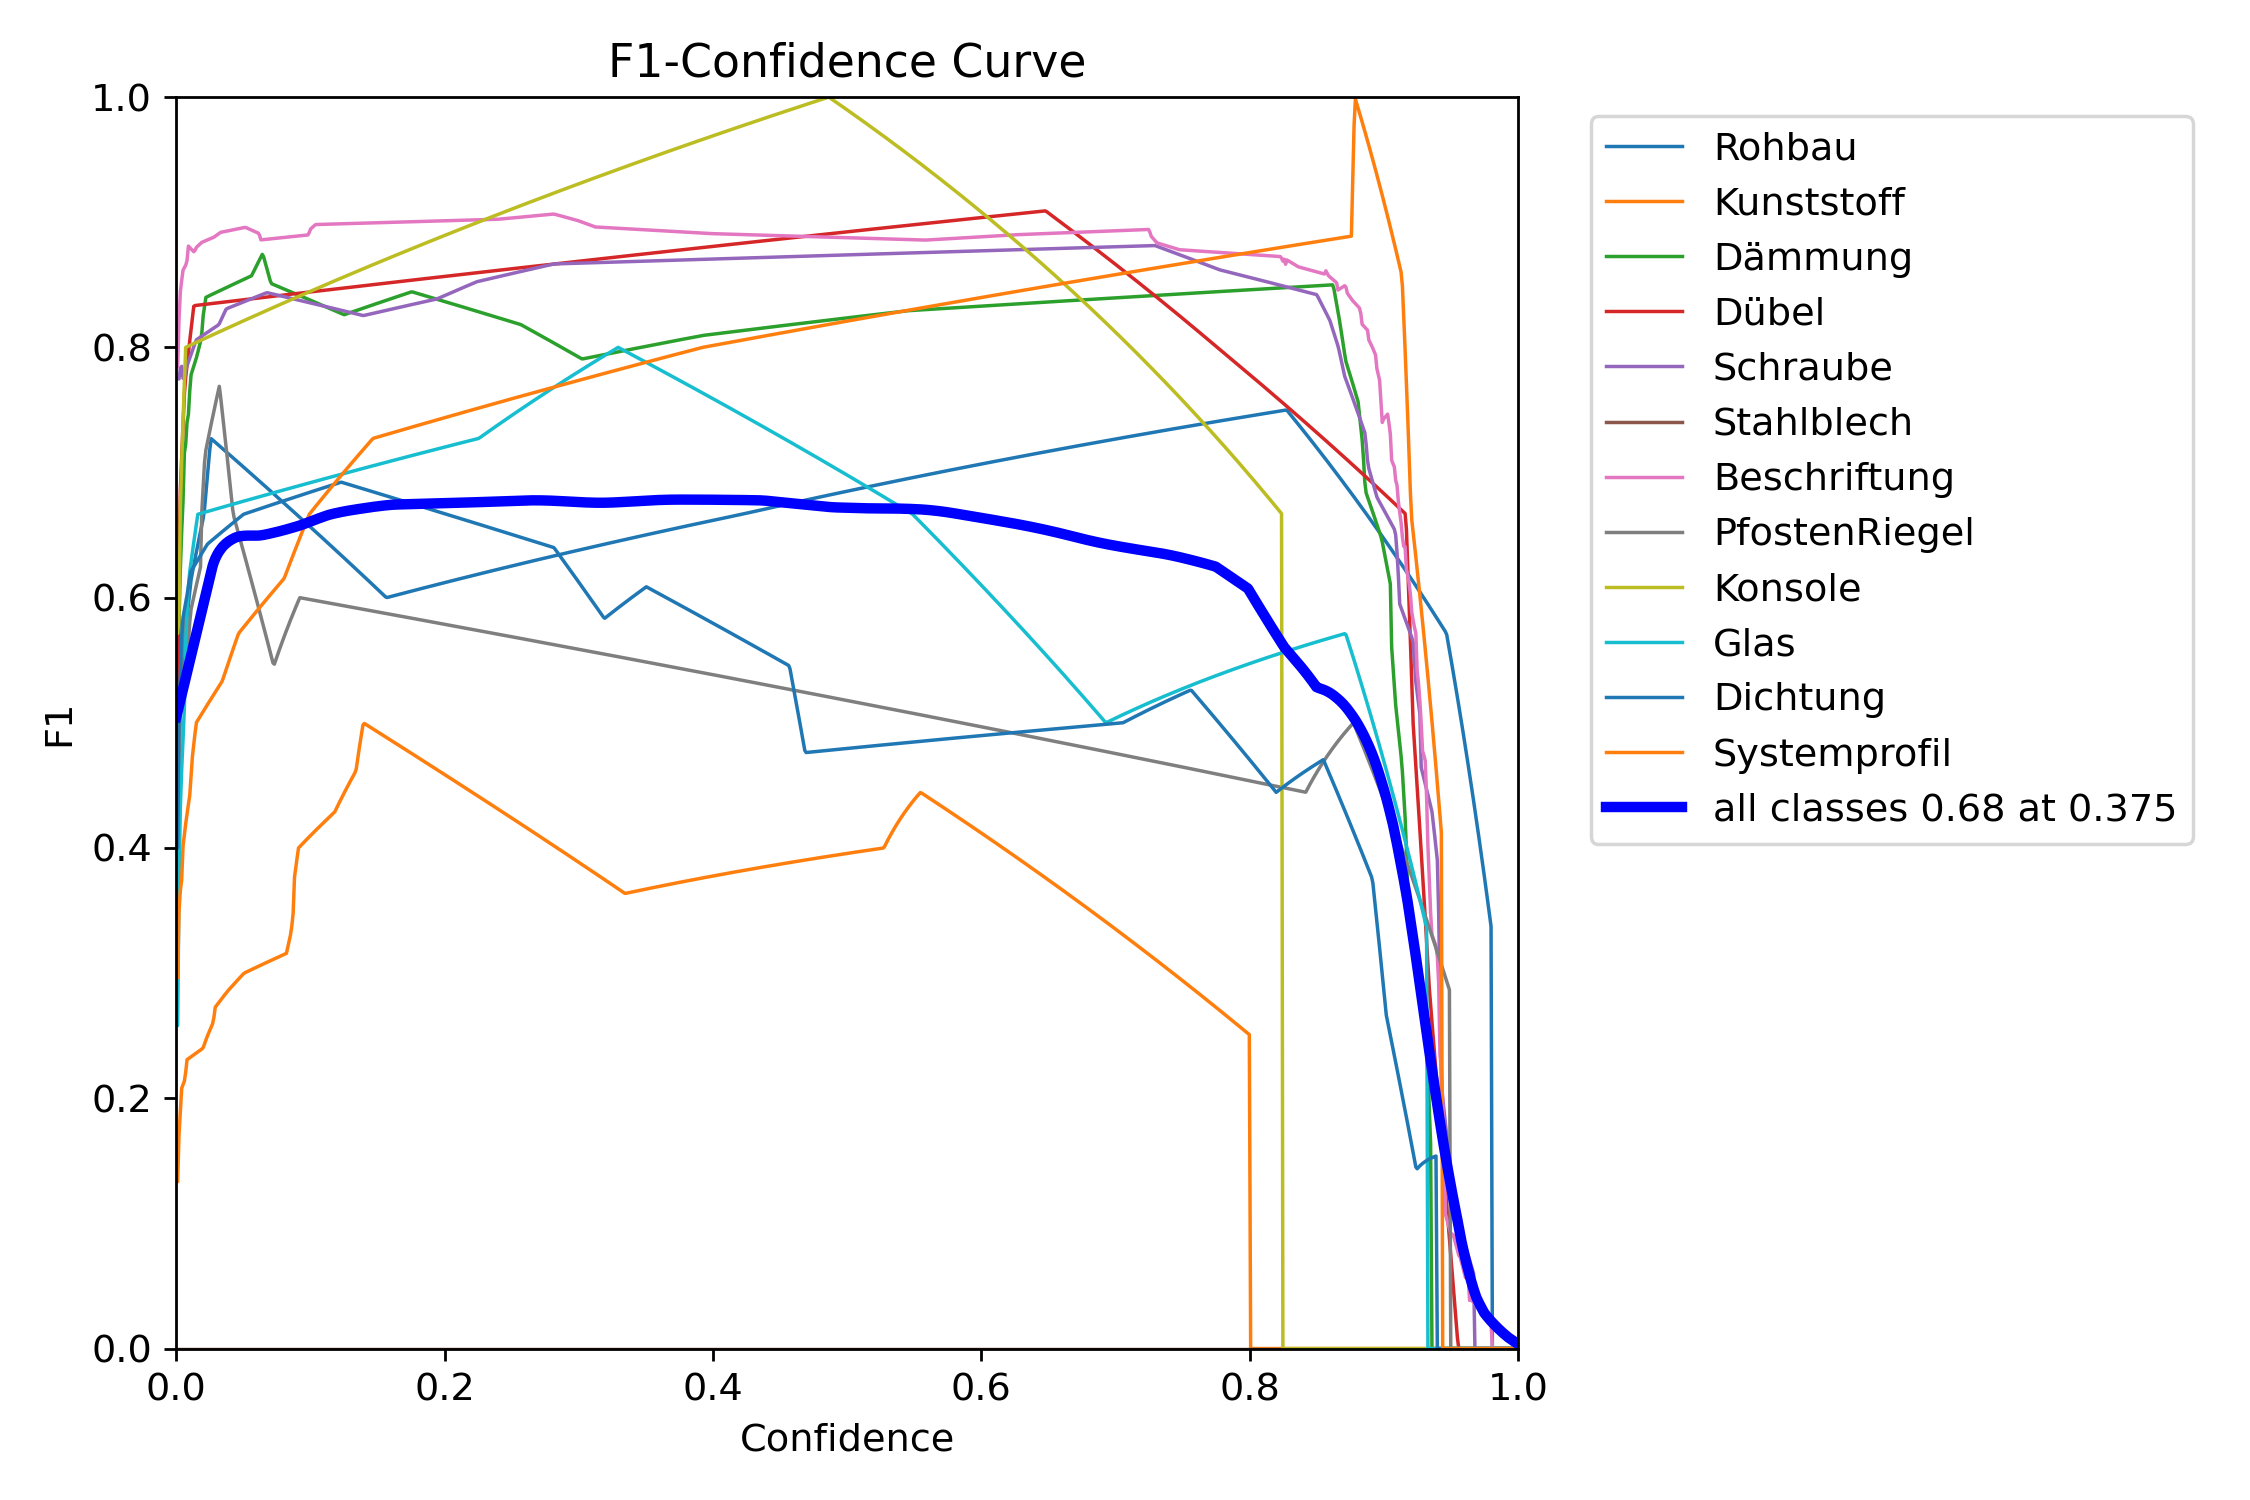 F1-Confidence Curve
1.0
0.8
0.6
0.4
0.2
0.0
F1
0.0 0.2 0.4 0.6 0.8 1.0
Confidence
Rohbau
Kunststoff
Dämmung
Dübel
Schraube
Stahlblech
Beschriftung
PfostenRiegel
Konsole
Glas
Dichtung
Systemprofil
all classes 0.68 at 0.375